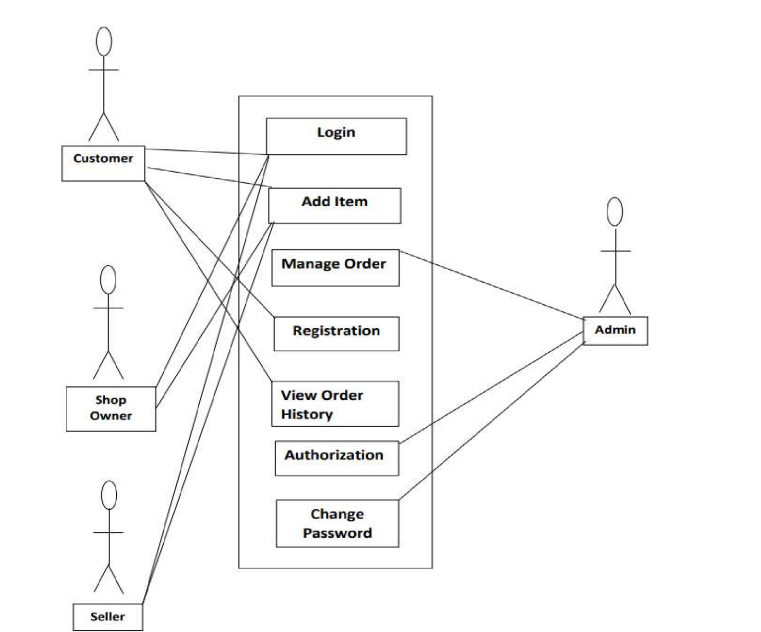 Customer
Login
Add Item
Manage Order
Registration
View Order
History
Authorization
Change
Password
Shop
Owner
Seller
Admin